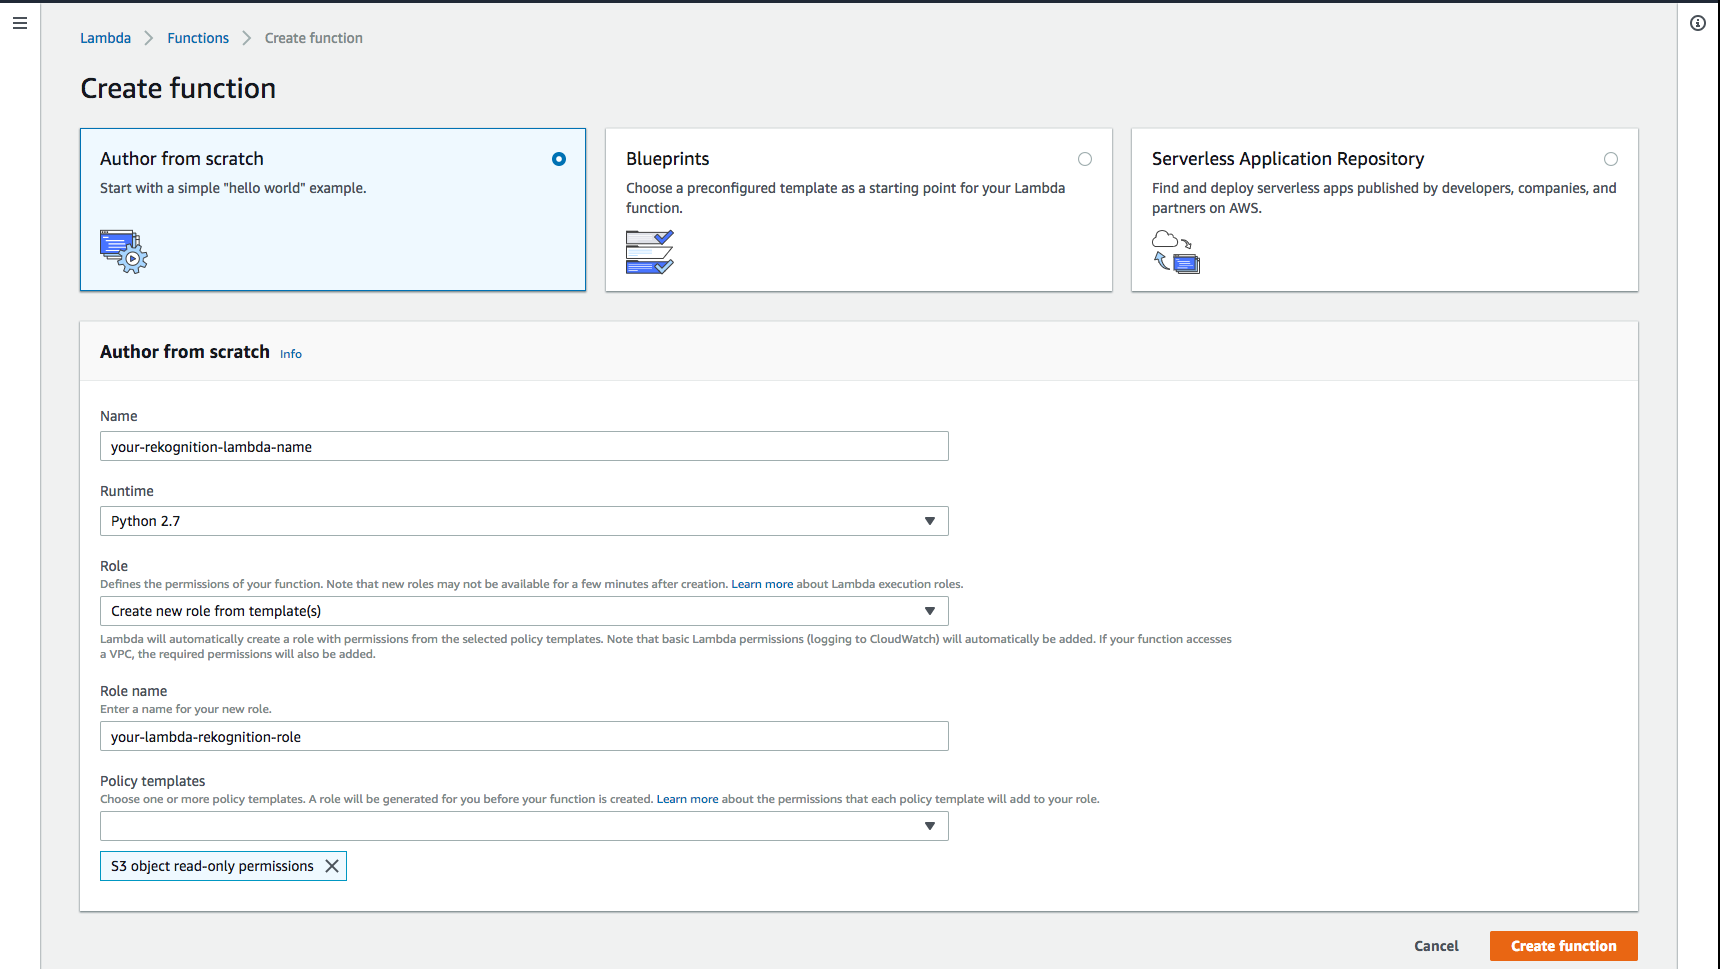 Lambda > Functions > Create function
Create function
Author from scratch
Start with a simple "hello world" example.
Blueprints
Choose a preconfigured template as a starting point for your Lambda
function.
Serverless Application Repository
Find and deploy serverless apps published by developers, companies, and
partners on AWS.
Author from scratch Info
Name
your-rekognition-lambda-name
Runtime
Python 2.7
Role
Defines the permissions of your function. Note that new roles may not be available for a few minutes after creation. Learn more about Lambda execution roles.
Create new role from template(s)
Lambda will automatically create a role with permissions from the selected policy templates. Note that basic Lambda permissions (logging to CloudWatch) will automatically be added. If your function accesses
a VPC, the required permissions will also be added.
Role name
Enter a name for your new role.
your-lambda-rekognition-role
Policy templates
Choose one or more policy templates. A role will be generated for you before your function is created. Learn more about the permissions that each policy template will add to your role.
S3 object read-only permissions
Cancel
Create function